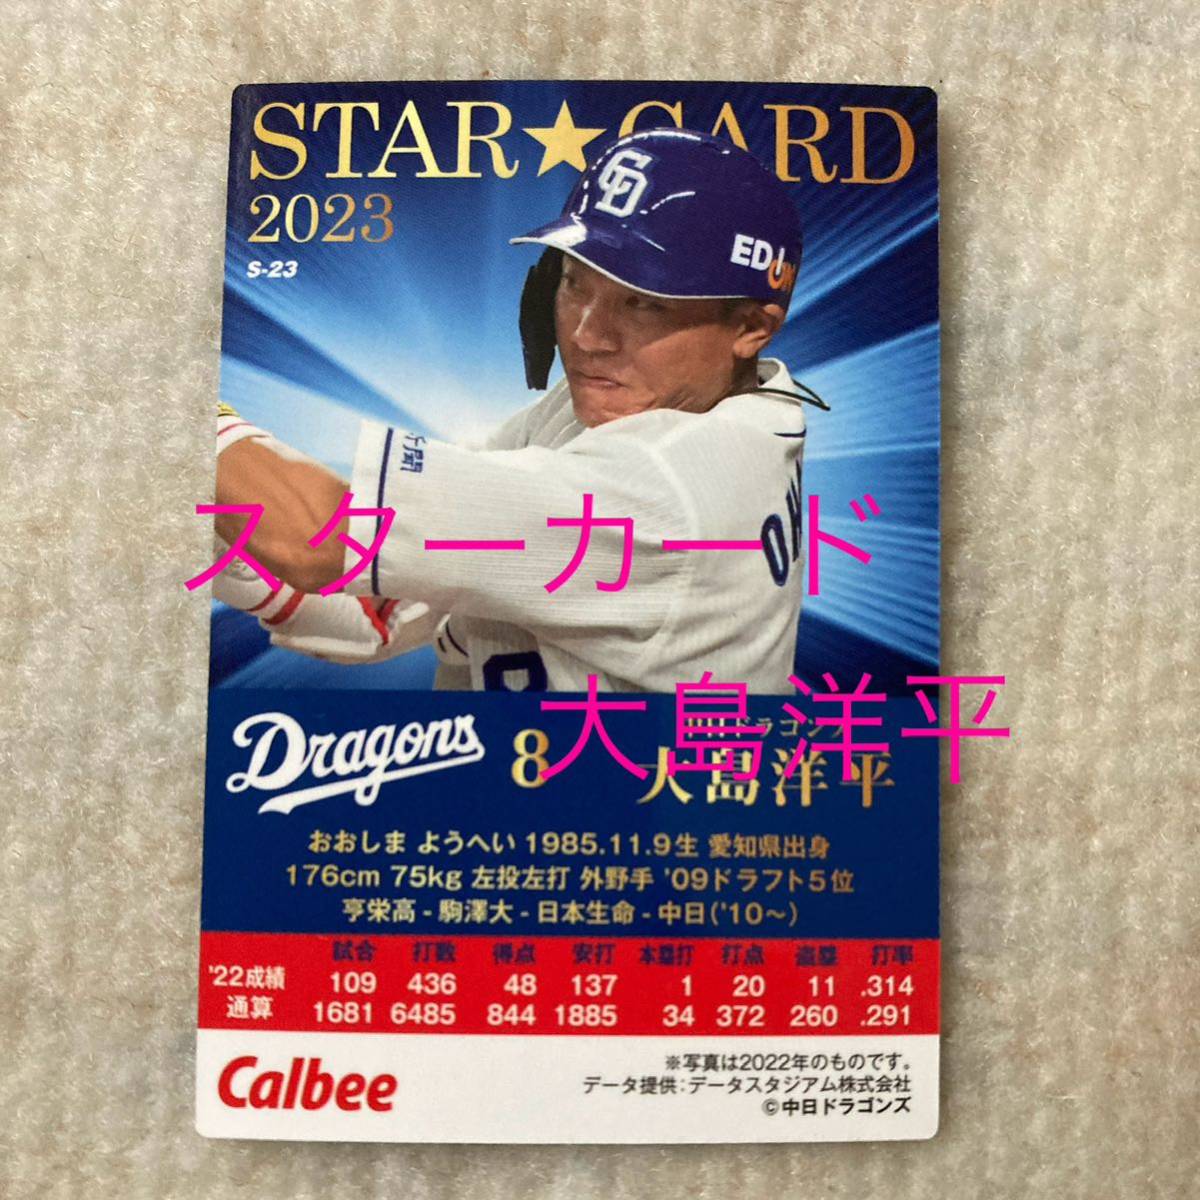 STAR★CARD
2023
S-23
CD
EDION
スターカード
大島洋平
Dragons
8
大島洋平
おおしま ようへい 1985.11.9生 愛知県出身
176cm 75kg 左投左打 外野手 '09ドラフト5位
享栄高 - 駒澤大 - 日本生命 - 中日('10〜)
試合 打数 得点 安打 本塁打 打点 盗塁 打率
'22成績 109 436 48 137 1 20 11 .314
通算 1681 6485 844 1885 34 372 260 .291
Calbee
※写真は2022年のものです。
データ提供:データスタジアム株式会社
©中日ドラゴンズ